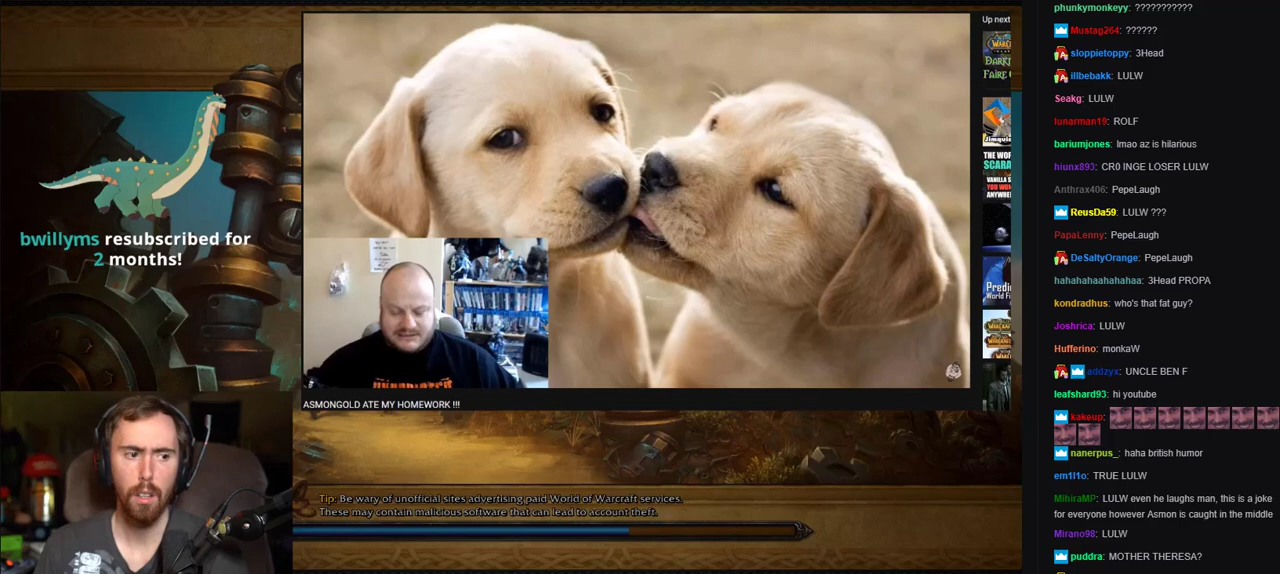 bwillyms resubscribed for
2 months!
Up next
ASMONGOLD ATE MY HOMEWORK !!!
Tip: Be wary of unofficial sites advertising paid World of Warcraft services.
These may contain malicious software that can lead to account theft.
phunkymonkeyy: ???????????
Mustag264: ??????
sloppietoppy: 3Head
illbebakk: LULW
Seakg: LULW
lunarman19: ROLF
bariumjones: lmao az is hilarious
hiunx893: CR0 INGE LOSER LULW
Anthrax406: PepeLaugh
ReusDa59: LULW ???
PapaLenny: PepeLaugh
DeSaltyOrange: PepeLaugh
hahahahaahahahaa: 3Head PROPA
kondradhus: who's that fat guy?
Joshrica: LULW
Hufferino: monkaW
addzyx: UNCLE BEN F
leafshard93: hi youtube
kakeup:
nanerpus_: haha british humor
em1l1o: TRUE LULW
MihiraMP: LULW even he laughs man, this is a joke
for everyone however Asmon is caught in the middle
Mirano98: LULW
puddra: MOTHER THERESA?